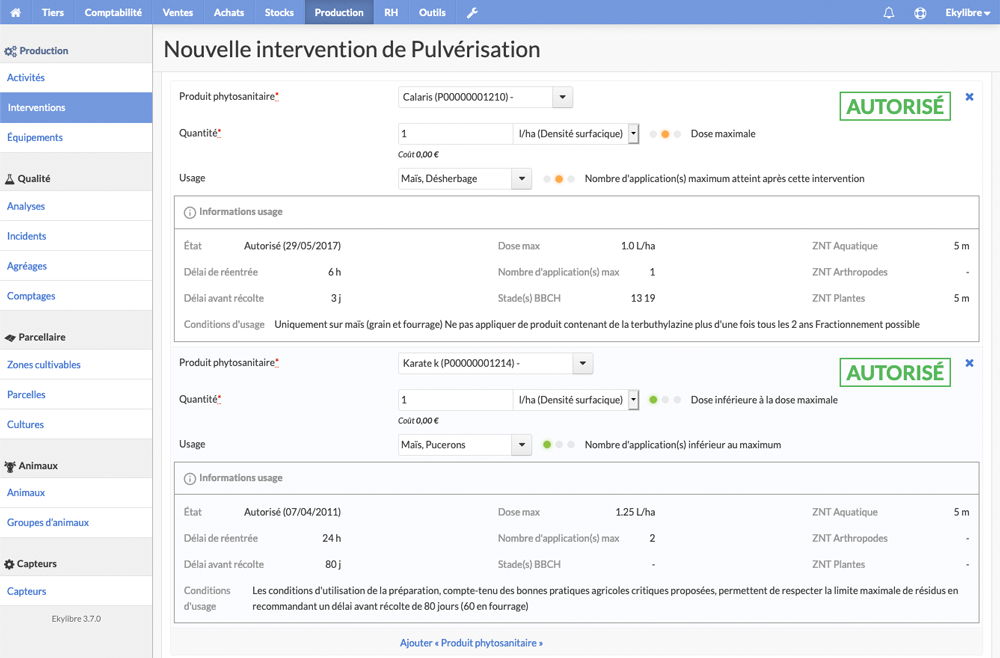 Tiers Comptabilité Ventes Achats Stocks Production RH Outils Ekylibre
Production
Activités
Interventions
Équipements
Qualité
Analyses
Incidents
Agréages
Comptages
Parcellaire
Zones cultivables
Parcelles
Cultures
Animaux
Animaux
Groupes d'animaux
Capteurs
Capteurs
Ekylibre 3.7.0
Nouvelle intervention de Pulvérisation
Produit phytosanitaire* Calaris (P00000001210) - AUTORISÉ
Quantité* 1 l/ha (Densité surfacique) Dose maximale
Coût 0,00 €
Usage Maïs, Désherbage Nombre d'application(s) maximum atteint après cette intervention
Informations usage
État Autorisé (29/05/2017) Dose max 1.0 L/ha ZNT Aquatique 5 m
Délai de réentrée 6 h Nombre d'application(s) max 1 ZNT Arthropodes -
Délai avant récolte 3 j Stade(s) BBCH 13 19 ZNT Plantes 5 m
Conditions d'usage Uniquement sur maïs (grain et fourrage) Ne pas appliquer de produit contenant de la terbuthylazine plus d'une fois tous les 2 ans Fractionnement possible
Produit phytosanitaire* Karate k (P00000001214) - AUTORISÉ
Quantité* 1 l/ha (Densité surfacique) Dose inférieure à la dose maximale
Coût 0,00 €
Usage Maïs, Pucerons Nombre d'application(s) inférieur au maximum
Informations usage
État Autorisé (07/04/2011) Dose max 1.25 L/ha ZNT Aquatique 5 m
Délai de réentrée 24 h Nombre d'application(s) max 2 ZNT Arthropodes -
Délai avant récolte 80 j Stade(s) BBCH - ZNT Plantes -
Conditions d'usage Les conditions d'utilisation de la préparation, compte-tenu des bonnes pratiques agricoles critiques proposées, permettent de respecter la limite maximale de résidus en
recommandant un délai avant récolte de 80 jours (60 en fourrage)
Ajouter « Produit phytosanitaire »